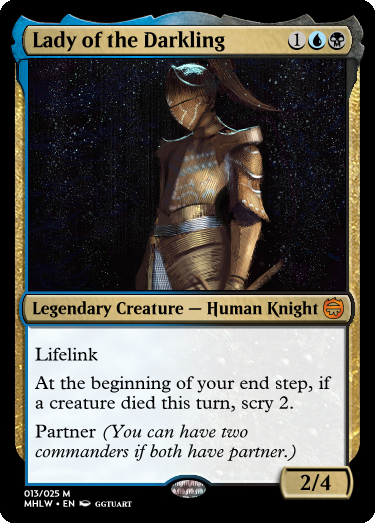 Lady of the Darkling 1
Legendary Creature — Human Knight
Lifelink
At the beginning of your end step, if
a creature died this turn, scry 2.
Partner (You can have two
commanders if both have partner.)
2/4
013/025 M
MHLW • EN GGTUART